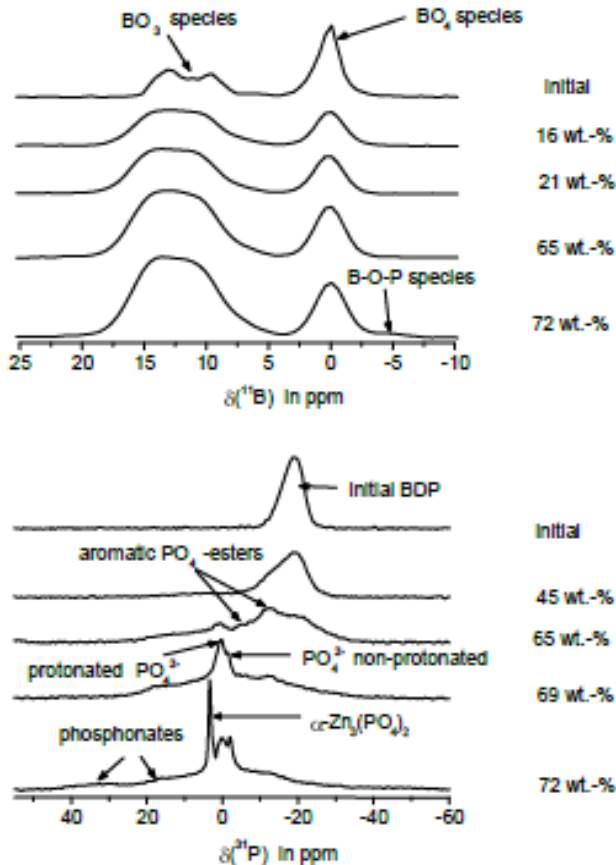 BO₃ species
BO₄ species
initial
16 wt.-%
21 wt.-%
65 wt.-%
B-O-P species
72 wt.-%
25 20 15 10 5 0 -5 -10
δ(¹¹B) in ppm
initial BDP
initial
aromatic PO₄ -esters
45 wt.-%
65 wt.-%
protonated PO₄³⁻
PO₄³⁻ non-protonated
69 wt.-%
α-Zn₃(PO₄)₂
phosphonates
72 wt.-%
40 20 0 -20 -40 -60
δ(³¹P) in ppm